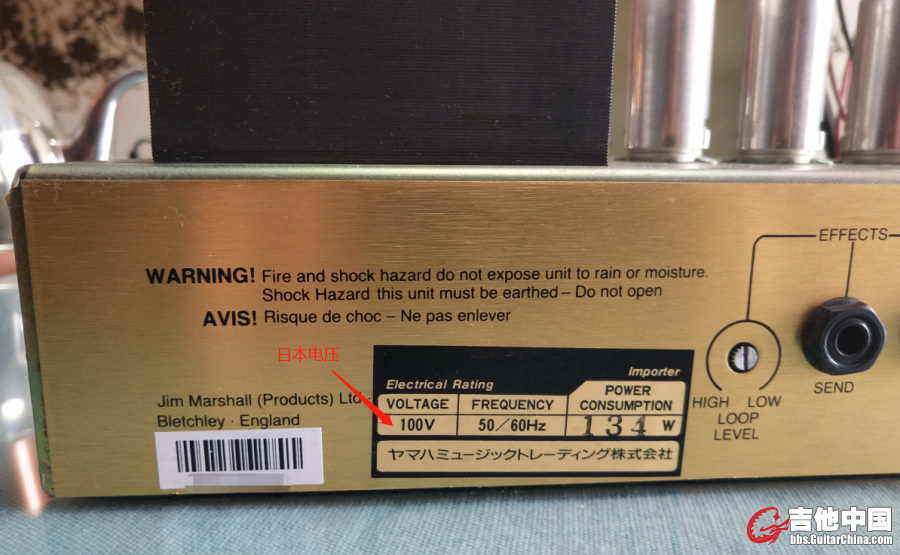 EFFECTS
WARNING! Fire and shock hazard do not expose unit to rain or moisture.
Shock Hazard this unit must be earthed – Do not open
AVIS! Risque de choc – Ne pas enlever
日本电压
Importer
Electrical Rating
VOLTAGE FREQUENCY POWER CONSUMPTION
100V 50/60Hz 134 W
ヤマハミュージックトレーディング株式会社
Jim Marshall (Products) Ltd
Bletchley · England
SEND
HIGH LOW
LOOP
LEVEL
吉他中国
bbs.GuitarChina.com